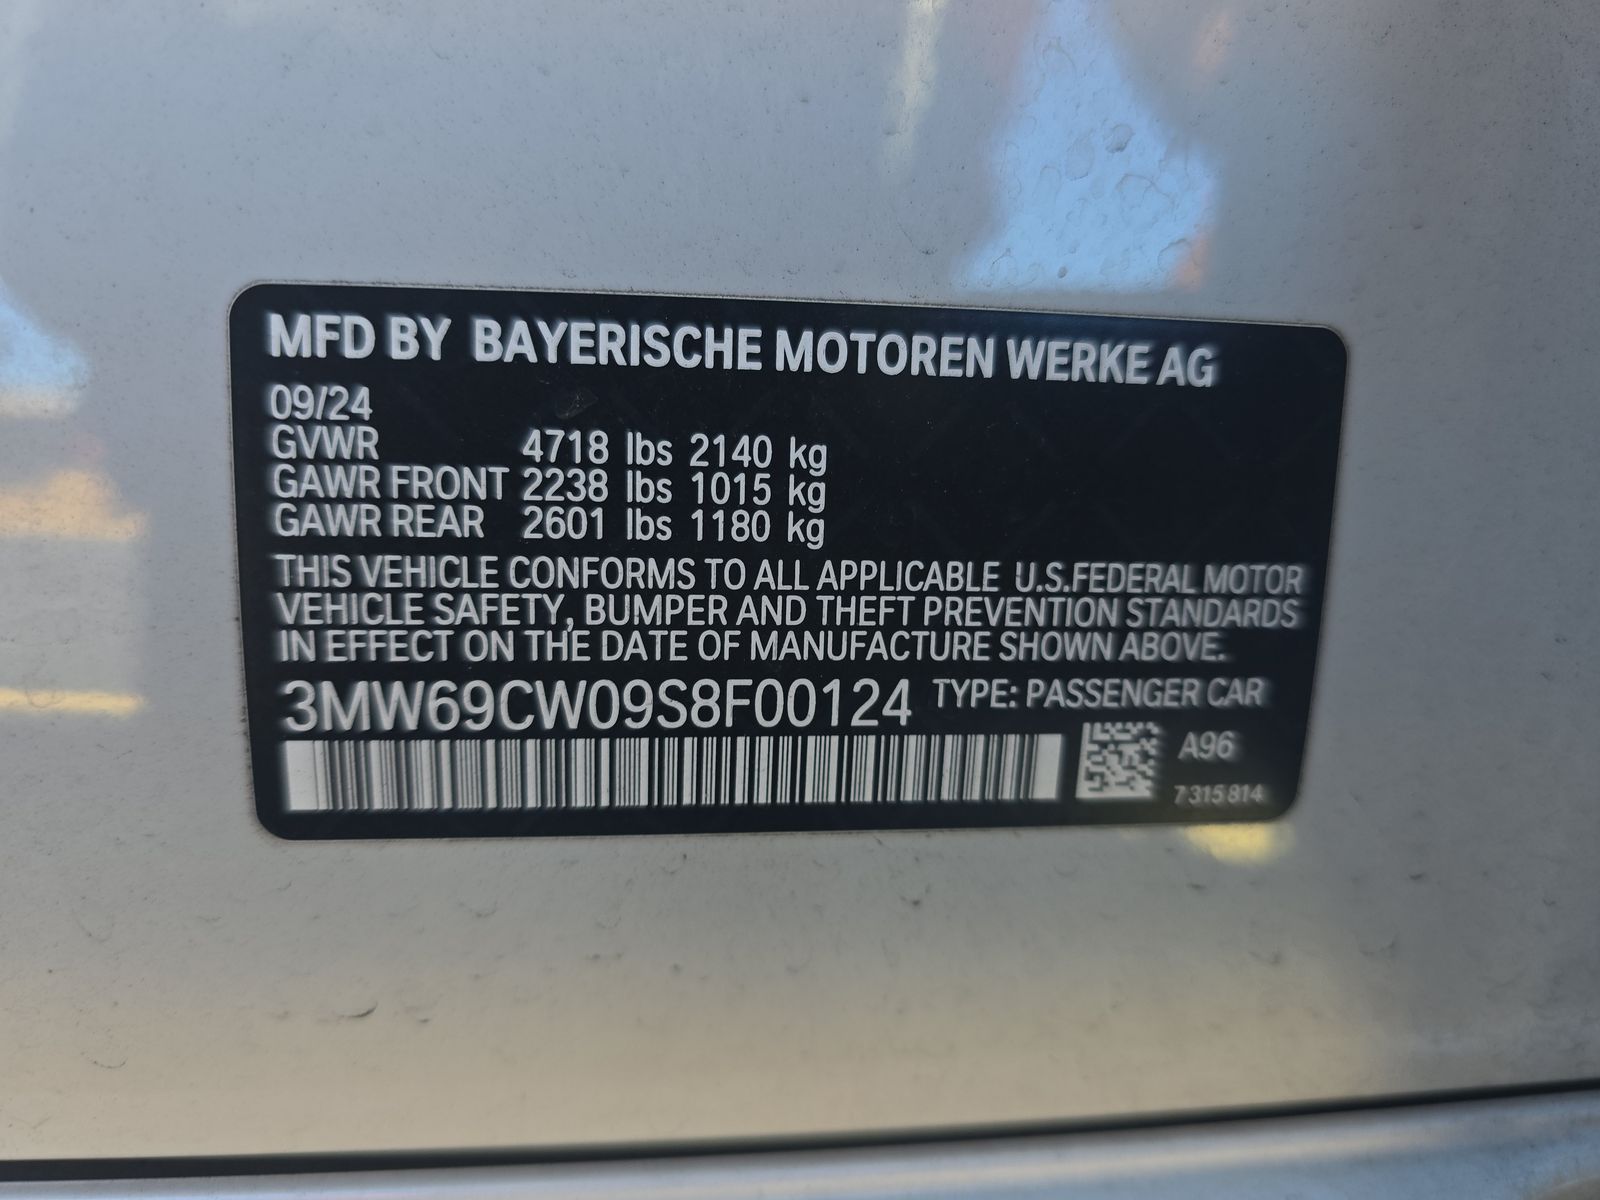 MFD BY BAYERISCHE MOTOREN WERKE AG
09/24
GVWR 4718 lbs 2140 kg
GAWR FRONT 2238 lbs 1015 kg
GAWR REAR 2601 lbs 1180 kg
THIS VEHICLE CONFORMS TO ALL APPLICABLE U.S.FEDERAL MOTOR
VEHICLE SAFETY, BUMPER AND THEFT PREVENTION STANDARDS
IN EFFECT ON THE DATE OF MANUFACTURE SHOWN ABOVE.
3MW69CW09S8F00124 TYPE: PASSENGER CAR
A96
7 315 814